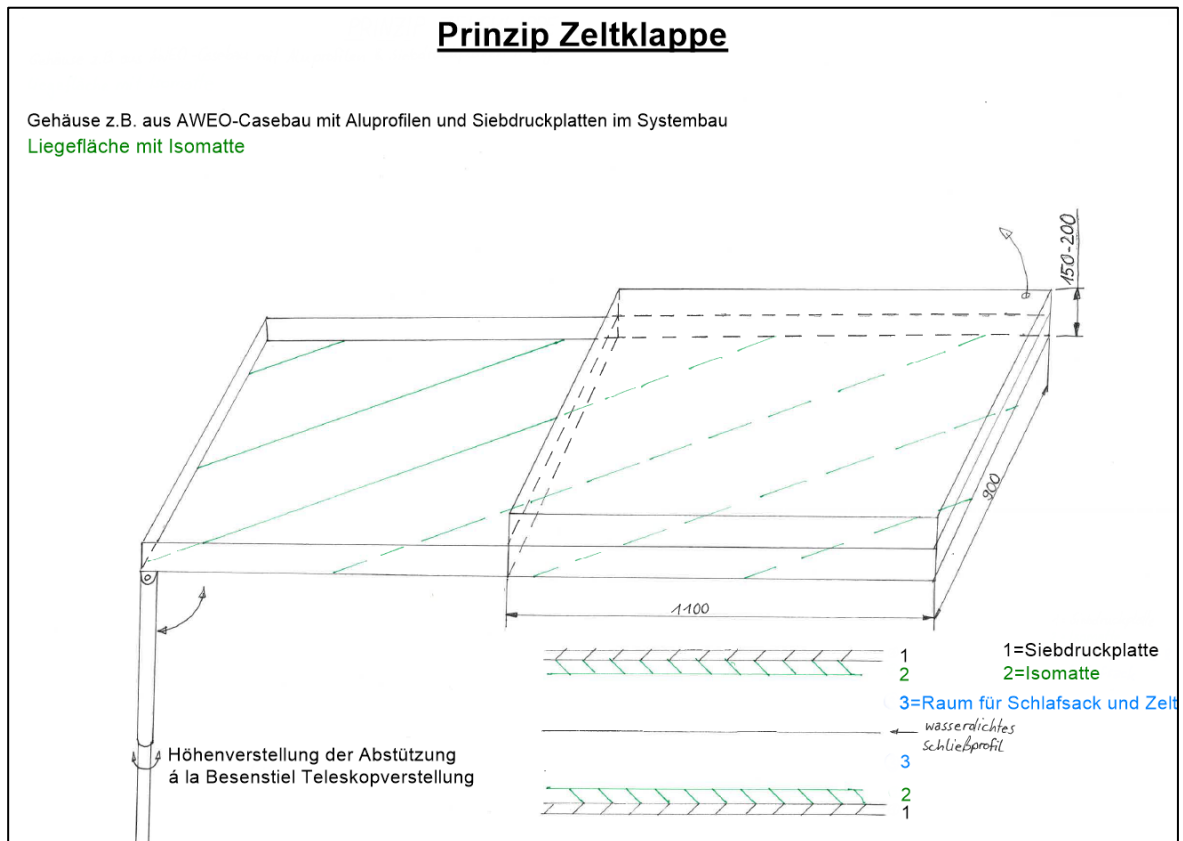 Prinzip Zeltklappe
Gehäuse z.B. aus AWEO-Casebau mit Aluprofilen und Siebdruckplatten im Systembau
Liegefläche mit Isomatte
150-200
900
1100
1
1=Siebdruckplatte
2
2=Isomatte
3=Raum für Schlafsack und Zelt
wasserdichtes
schließprofil
Höhenverstellung der Abstützung
á la Besenstiel Teleskopverstellung
3
2
1